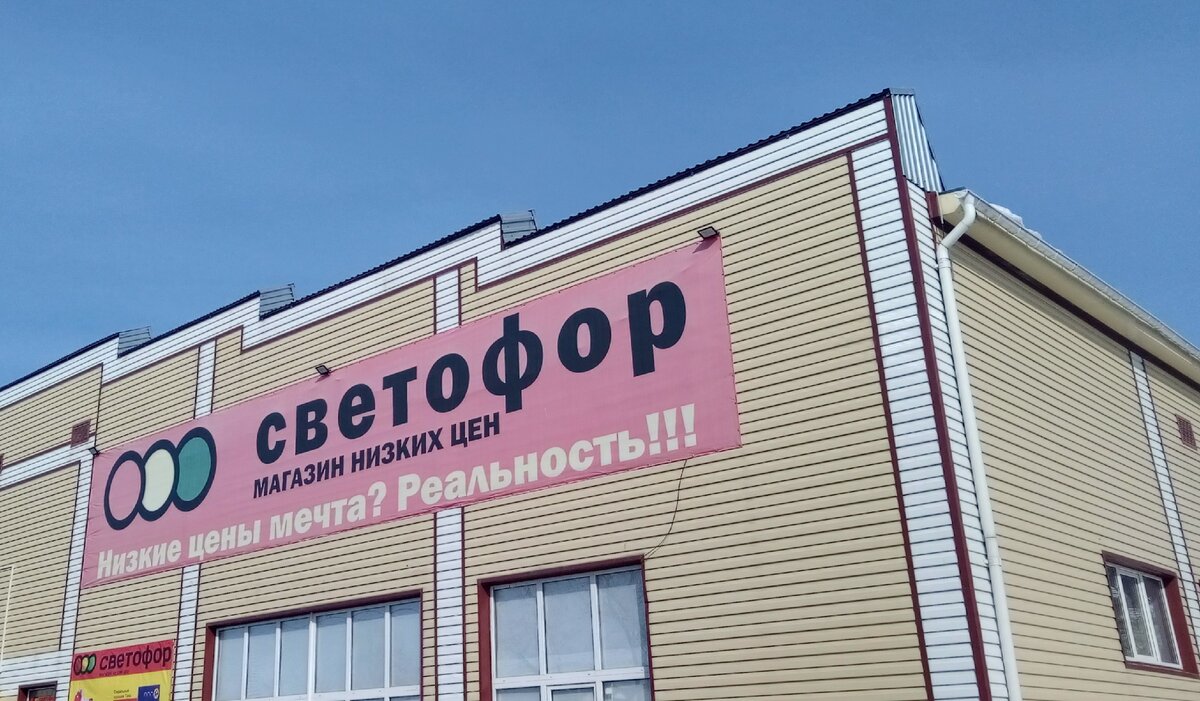 светофор
МАГАЗИН НИЗКИХ ЦЕН
Низкие цены мечта? Реальность!!!
светофор